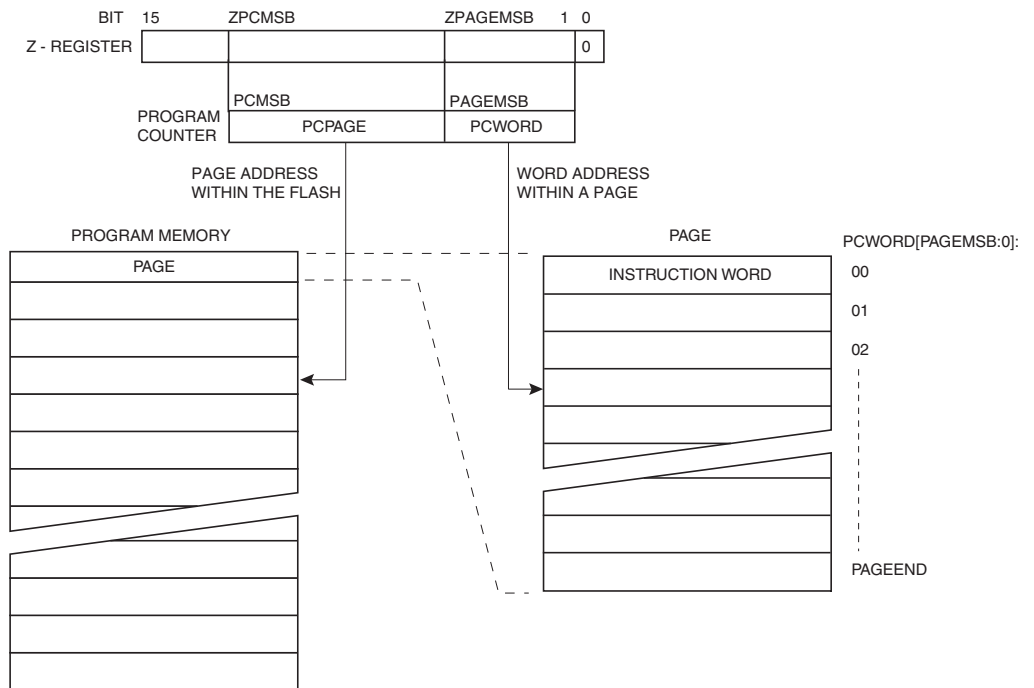 BIT 15 ZPCMSB ZPAGEMSB 1 0
Z - REGISTER 0
PCMSB PAGEMSB
PROGRAM
COUNTER
PCPAGE PCWORD
PAGE ADDRESS
WITHIN THE FLASH
WORD ADDRESS
WITHIN A PAGE
PROGRAM MEMORY
PAGE
PAGE
INSTRUCTION WORD
PCWORD[PAGEMSB:0]:
00
01
02
PAGEEND